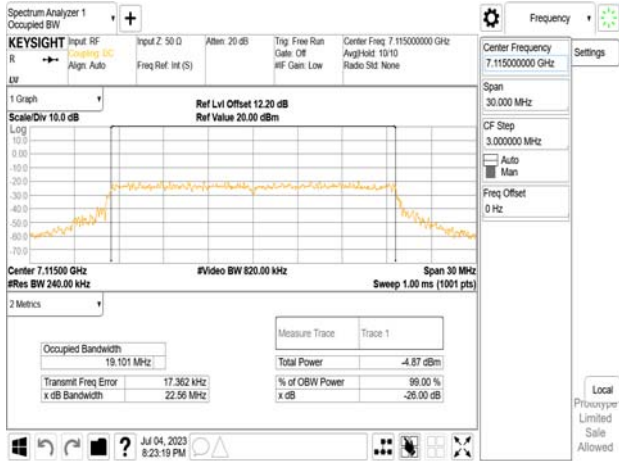 Spectrum Analyzer 1
Occupied BW
Frequency
KEYSIGHT Input: RF
Coupling: DC
Align: Auto
Input Z: 50 Ω
Freq Ref: Int (S)
Atten: 20 dB
Trig: Free Run
Gate: Off
#IF Gain: Low
Center Freq: 7.115000000 GHz
Avg|Hold: 10/10
Radio Std: None
R
LXI
Center Frequency
7.115000000 GHz
Settings
Span
30.000 MHz
CF Step
3.000000 MHz
Auto
Man
Freq Offset
0 Hz
1 Graph
Scale/Div 10.0 dB
Ref Lvl Offset 12.20 dB
Ref Value 20.00 dBm
Log
10.0
0.00
-10.0
-20.0
-30.0
-40.0
-50.0
-60.0
-70.0
Center 7.11500 GHz
#Res BW 240.00 kHz
#Video BW 820.00 kHz
Span 30 MHz
Sweep 1.00 ms (1001 pts)
2 Metrics
Measure Trace Trace 1
Occupied Bandwidth
19.101 MHz
Total Power -4.87 dBm
Transmit Freq Error 17.362 kHz
% of OBW Power 99.00 %
x dB Bandwidth 22.56 MHz
x dB -26.00 dB
Local
Prototype
Limited
Sale
Allowed
?
Jul 04, 2023
8:23:19 PM